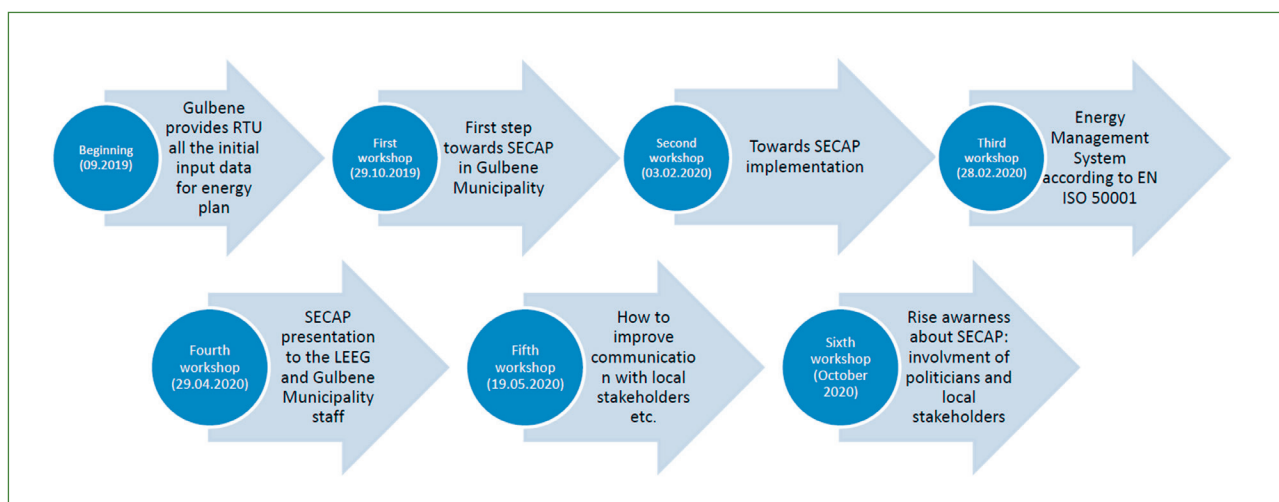 Beginning
(09.2019)
Gulbene
provides RTU
all the initial
input data
for energy
plan
First
workshop
(29.10.2019)
First step
towards SECAP
in Gulbene
Municipality
Second
workshop
(03.02.2020)
Towards SECAP
implementation
Third
workshop
(28.02.2020)
Energy
Management
System
according to EN
ISO 50001
Fourth
workshop
(29.04.2020)
SECAP
presentation
to the LEEG
and Gulbene
Municipality
staff
Fifth
workshop
(19.05.2020)
How to
improve
communicatio
n with local
stakeholders
etc.
Sixth
workshop
(October
2020)
Rise awarness
about SECAP:
involvment of
politicians and
local
stakeholders